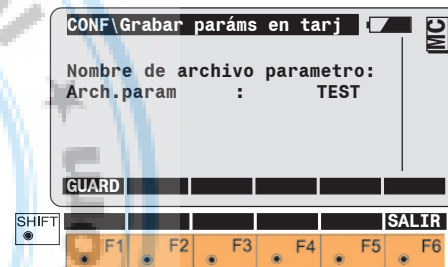 CONF\Grabar paráms en tarj MC
Nombre de archivo parametro:
Arch.param : TEST
GUARD
SHIFT SALIR
F1 F2 F3 F4 F5 F6